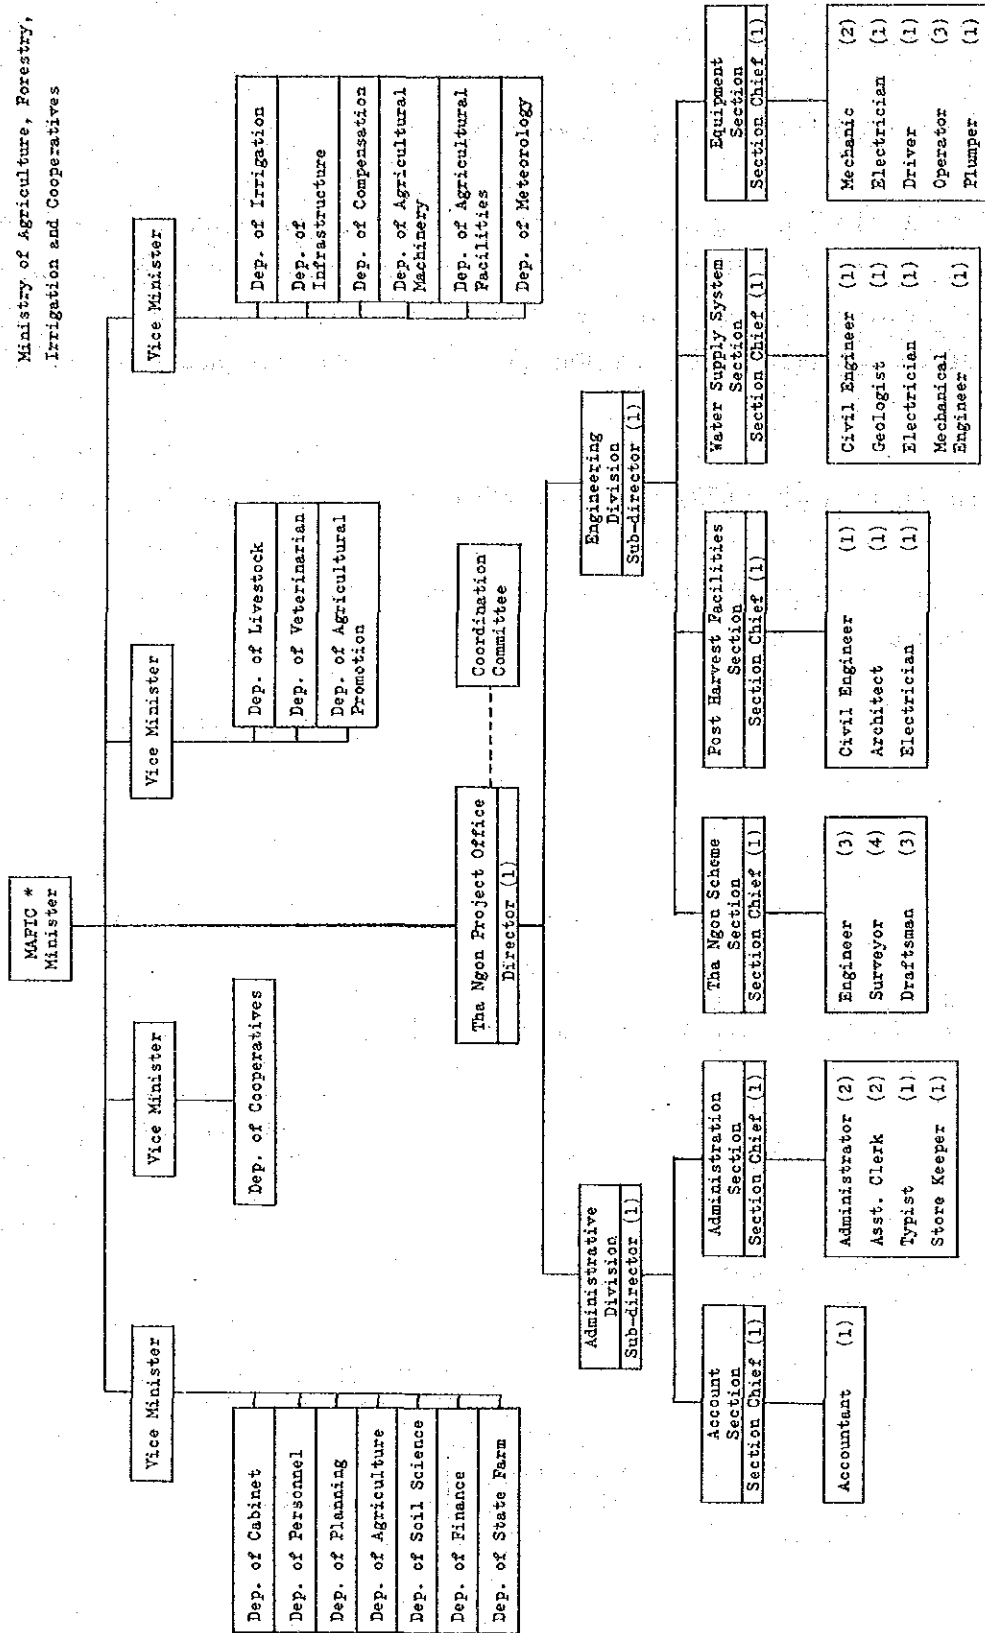 Ministry of Agriculture, Forestry,
Irrigation and Cooperatives
MAFIC *
Minister
Vice Minister
Vice Minister
Vice Minister
Vice Minister
Dep. of Cabinet
Dep. of Personnel
Dep. of Planning
Dep. of Agriculture
Dep. of Soil Science
Dep. of Finance
Dep. of State Farm
Dep. of Cooperatives
Dep. of Livestock
Dep. of Veterinarian
Dep. of Agricultural
Promotion
Dep. of Irrigation
Dep. of
Infrastructure
Dep. of Compensation
Dep. of Agricultural
Machinery
Dep. of Agricultural
Facilities
Dep. of Meteorology
Tha Ngon Project Office
Director (1)
Coordination
Committee
Administrative
Division
Sub-director (1)
Engineering
Division
Sub-director (1)
Account
Section
Section Chief (1)
Accountant (1)
Administration
Section
Section Chief (1)
Administrator (2)
Asst. Clerk (2)
Typist (1)
Store Keeper (1)
Tha Ngon Scheme
Section
Section Chief (1)
Engineer (3)
Surveyor (4)
Draftsman (3)
Post Harvest Facilities
Section
Section Chief (1)
Civil Engineer (1)
Architect (1)
Electrician (1)
Water Supply System
Section
Section Chief (1)
Civil Engineer (1)
Geologist (1)
Electrician (1)
Mechanical
Engineer (1)
Equipment
Section
Section Chief (1)
Mechanic (2)
Electrician (1)
Driver (1)
Operator (3)
Plumper (1)